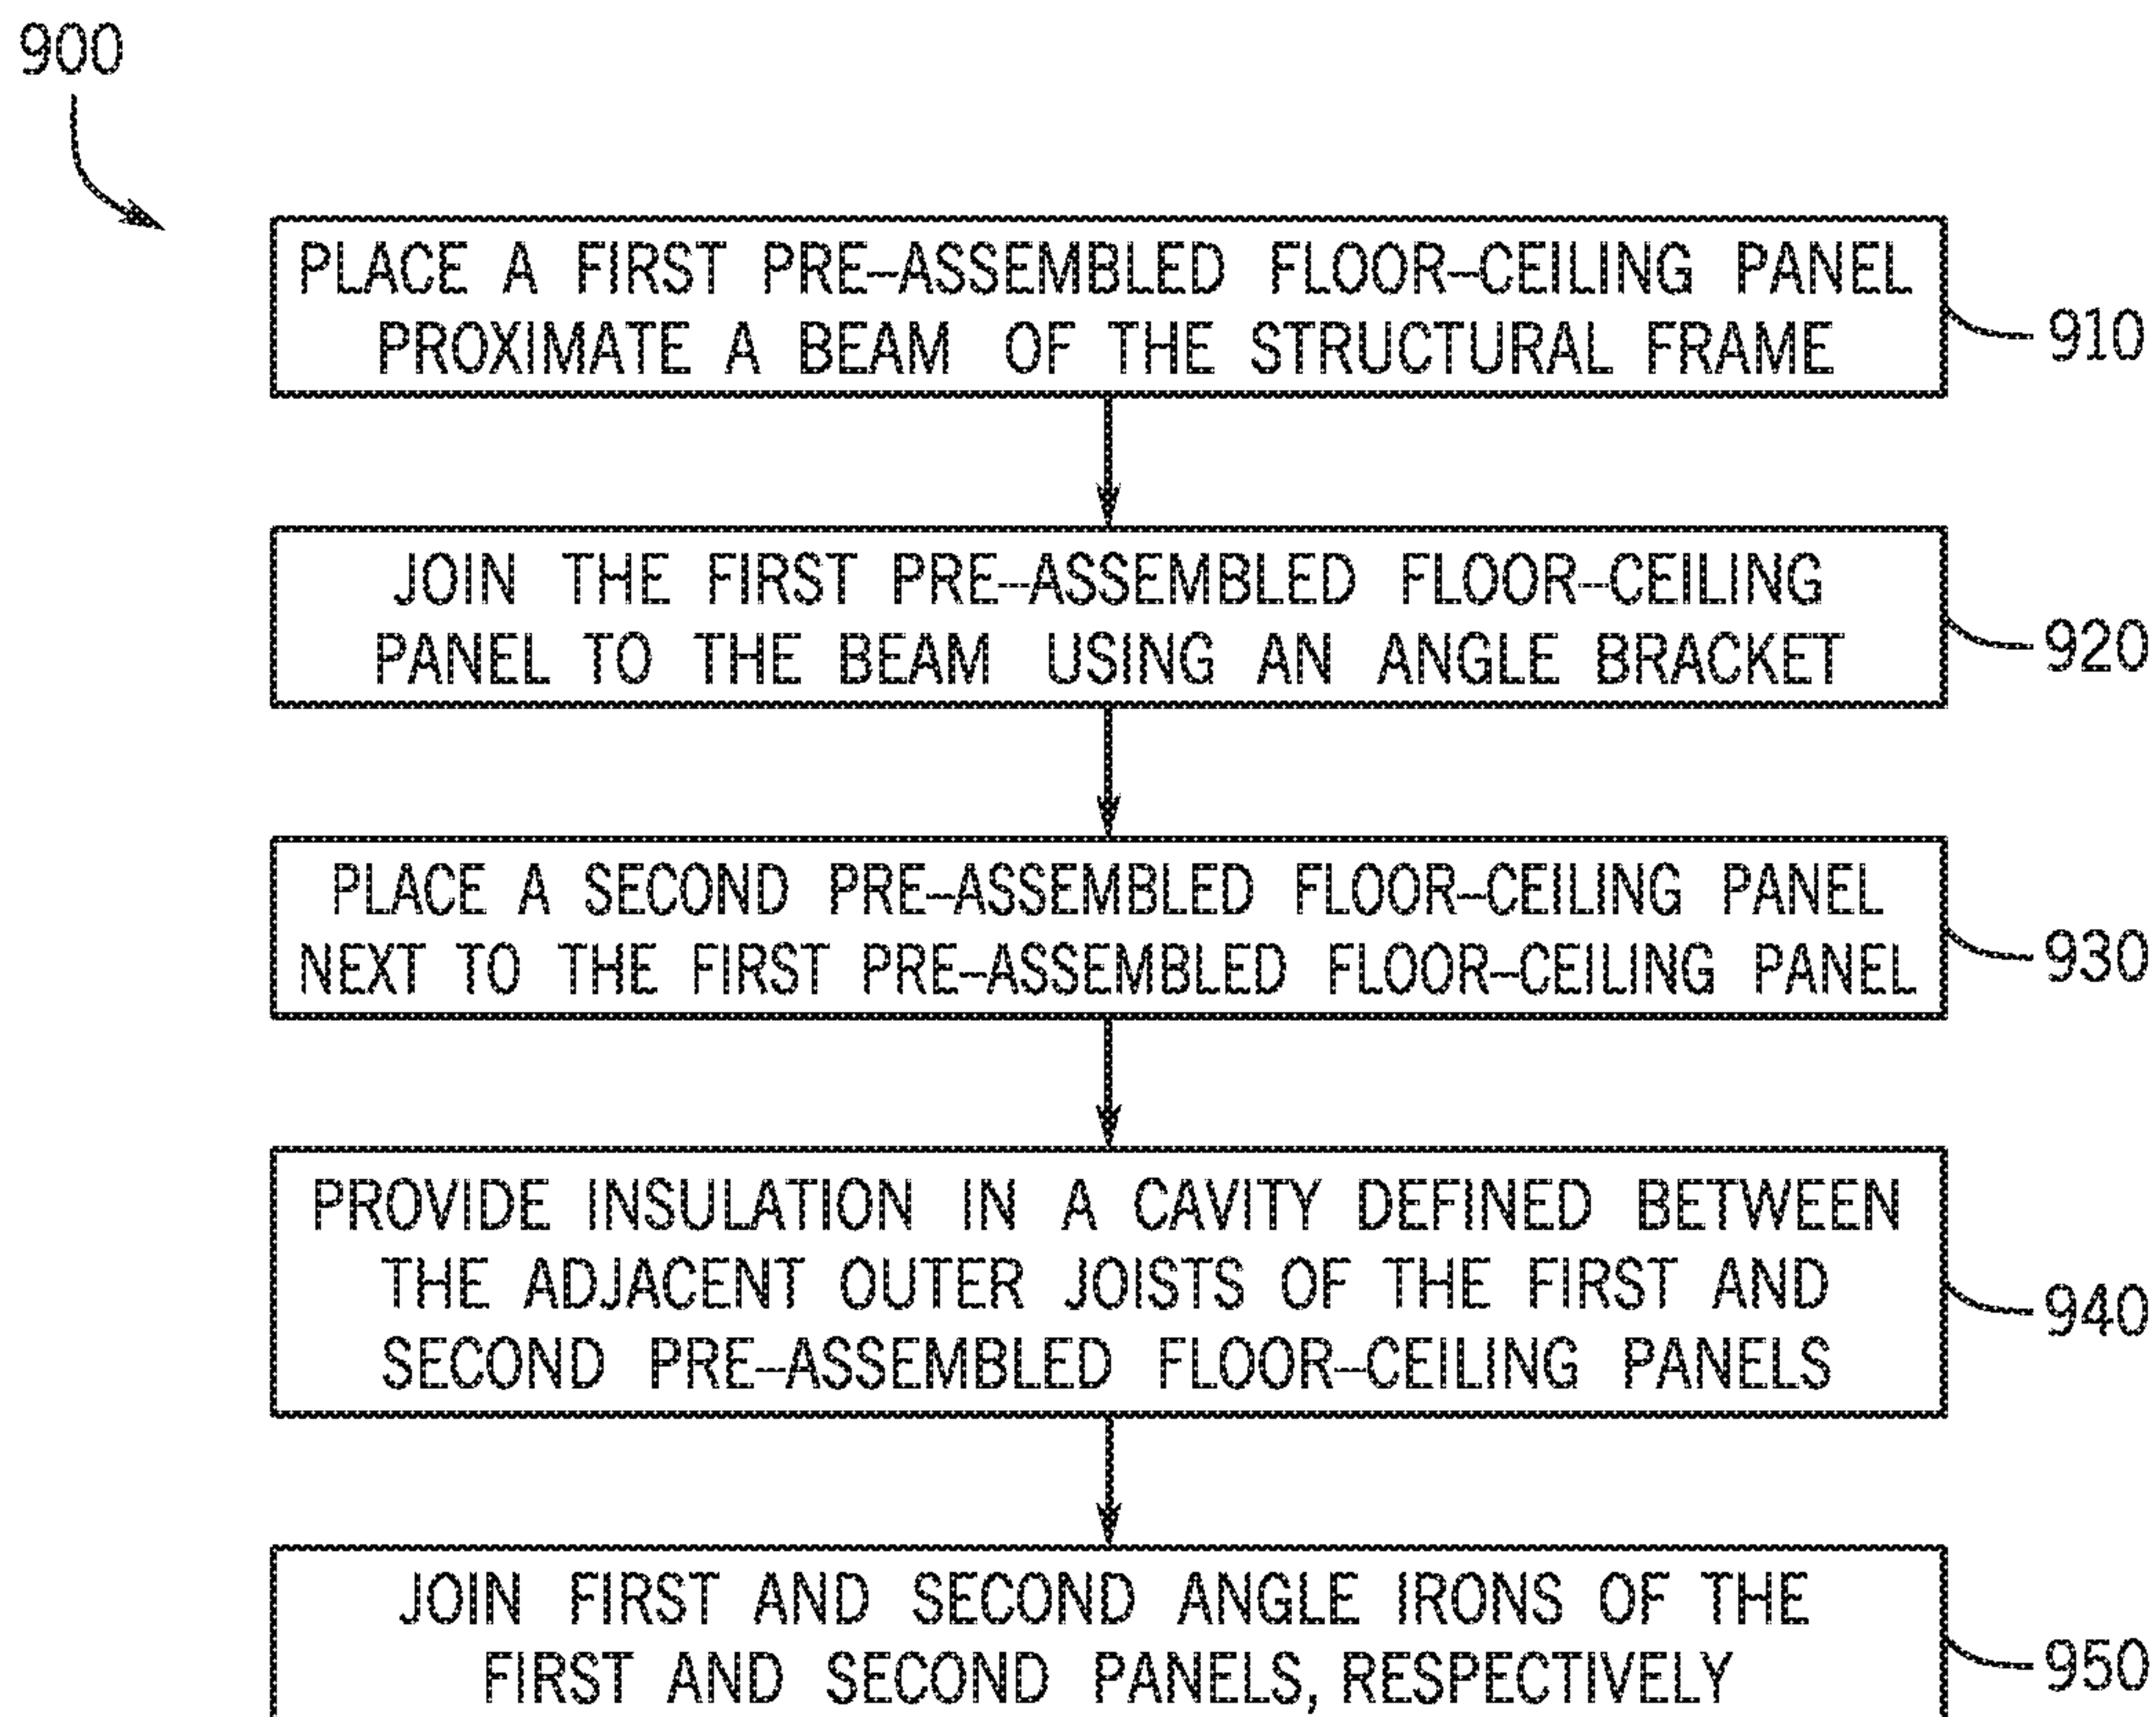 900
PLACE A FIRST PRE-ASSEMBLED FLOOR-CEILING PANEL
PROXIMATE A BEAM OF THE STRUCTURAL FRAME
910
JOIN THE FIRST PRE-ASSEMBLED FLOOR-CEILING
PANEL TO THE BEAM USING AN ANGLE BRACKET
920
PLACE A SECOND PRE-ASSEMBLED FLOOR-CEILING PANEL
NEXT TO THE FIRST PRE-ASSEMBLED FLOOR-CEILING PANEL
930
PROVIDE INSULATION IN A CAVITY DEFINED BETWEEN
THE ADJACENT OUTER JOISTS OF THE FIRST AND
SECOND PRE-ASSEMBLED FLOOR-CEILING PANELS
940
JOIN FIRST AND SECOND ANGLE IRONS OF THE
FIRST AND SECOND PANELS, RESPECTIVELY
950